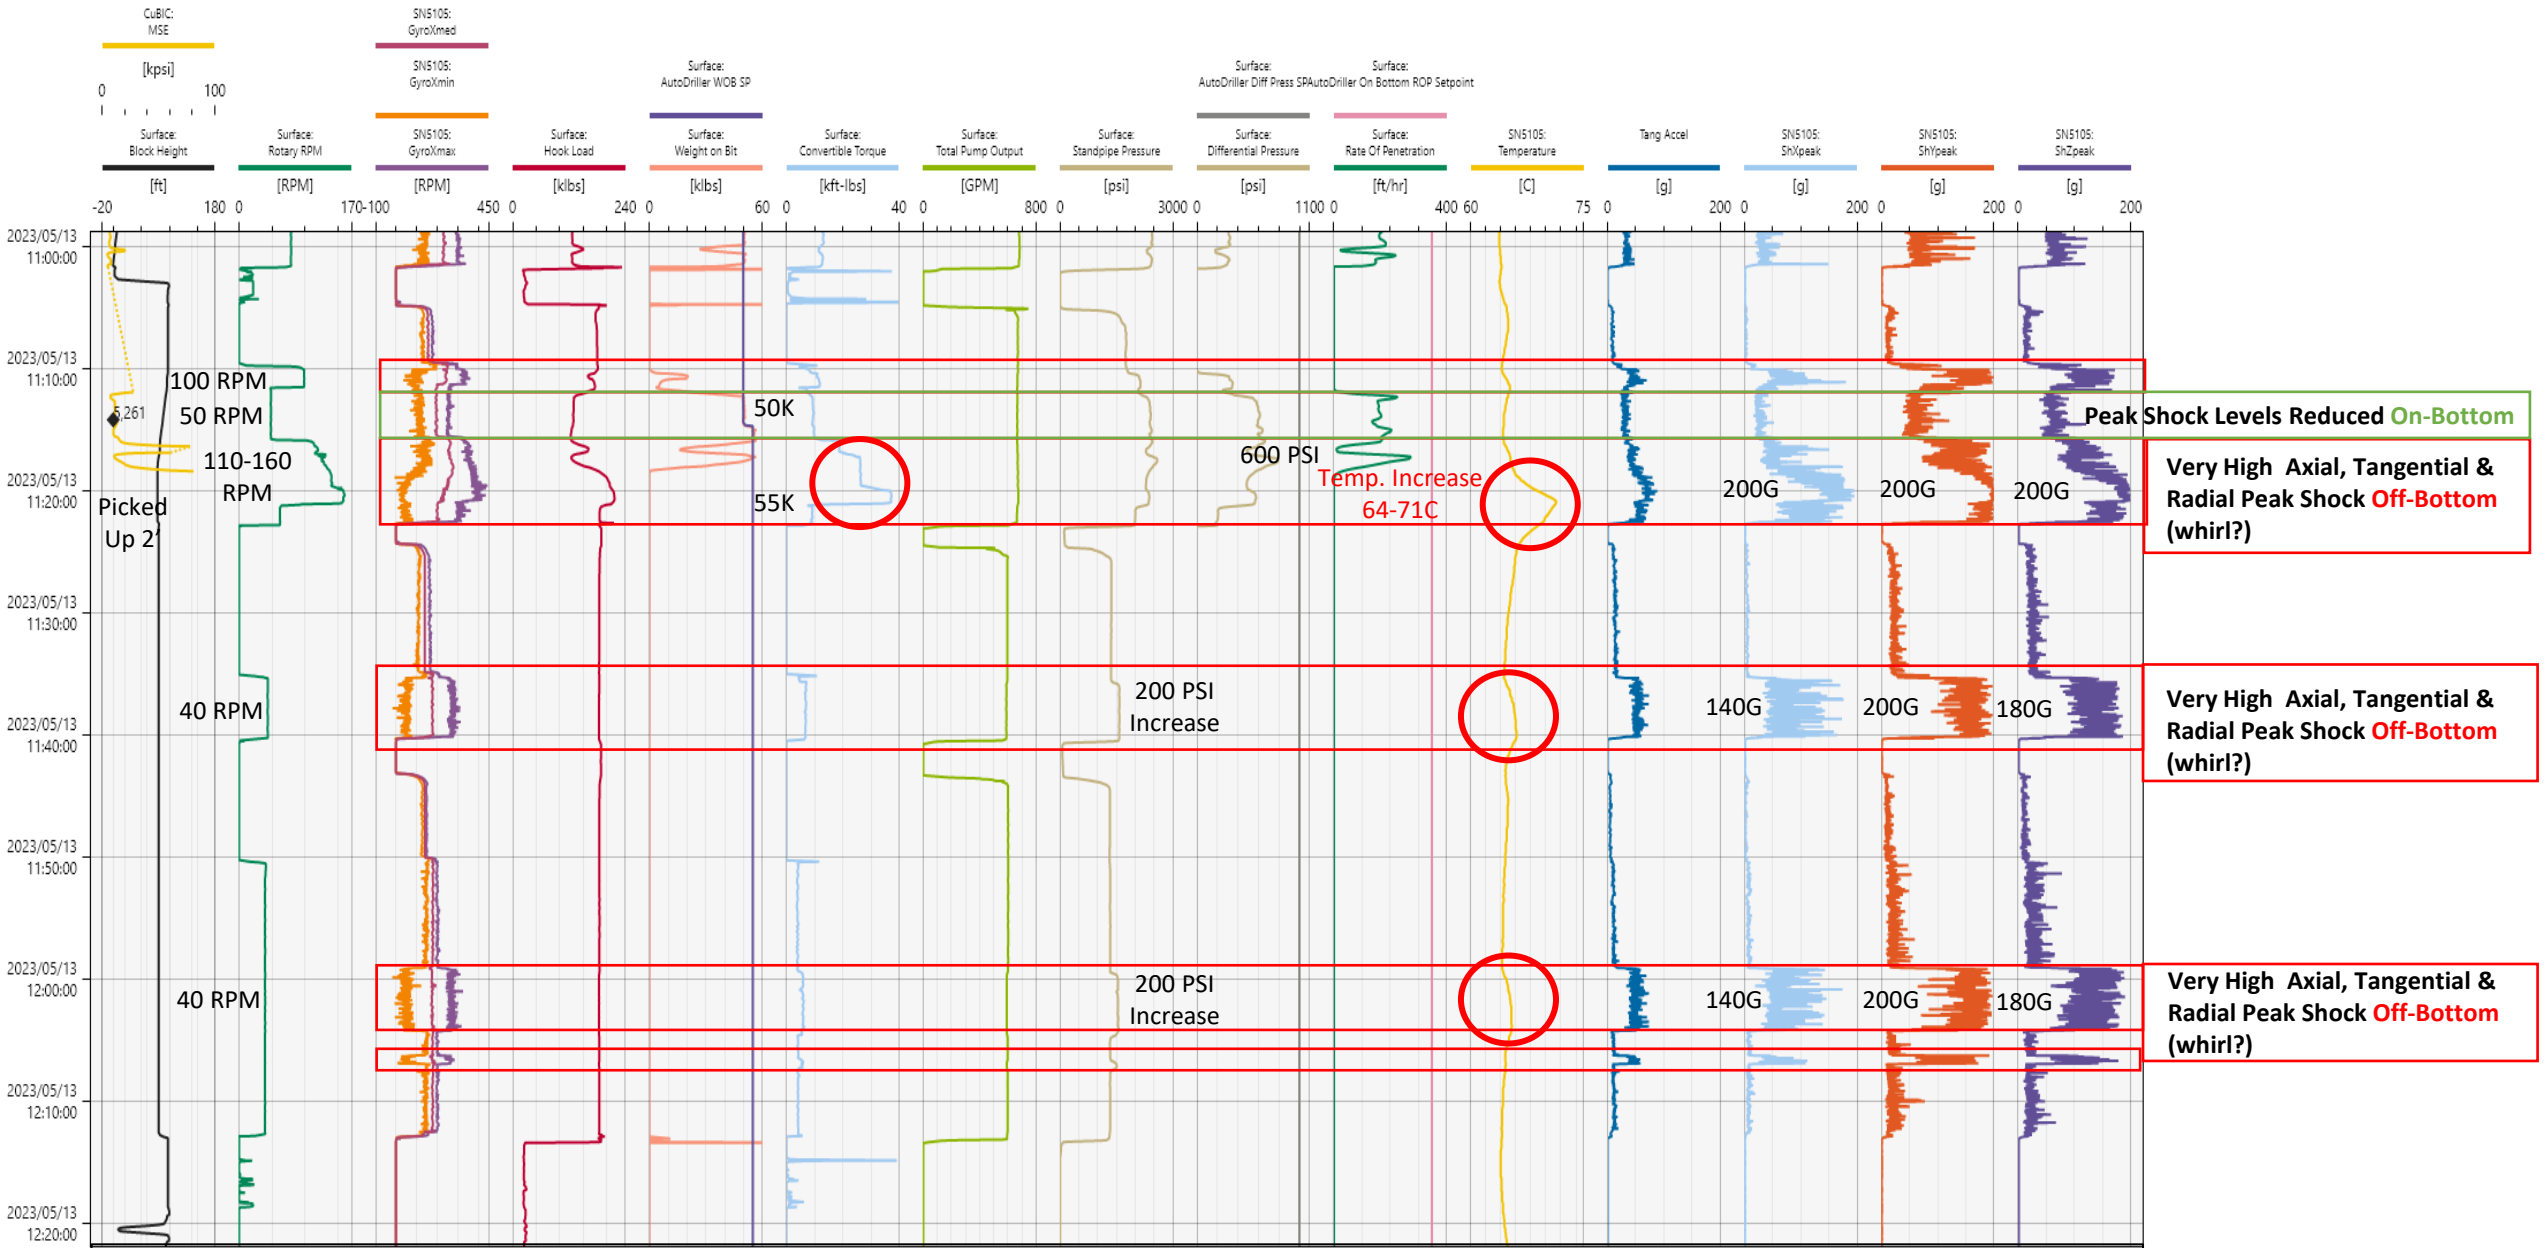 CuBIC:
MSE
[kpsi]
0 100
Surface:
Block Height
[ft]
-20 180
Surface:
Rotary RPM
[RPM]
0 170
SN5105:
GyroXmed
SN5105:
GyroXmin
SN5105:
GyroXmax
[RPM]
-100 450
Surface:
Hook Load
[klbs]
0 240
Surface:
AutoDriller WOB SP
Surface:
Weight on Bit
[klbs]
0 60
Surface:
Convertible Torque
[kft-lbs]
0 40
Surface:
Total Pump Output
[GPM]
0 800
Surface:
Standpipe Pressure
[psi]
0 3000
Surface:
AutoDriller Diff Press SP
Surface:
Differential Pressure
[psi]
0 1100
Surface:
AutoDriller On Bottom ROP Setpoint
Surface:
Rate Of Penetration
[ft/hr]
0 400
SN5105:
Temperature
[C]
60 75
Tang Accel
[g]
0 200
SN5105:
ShXpeak
[g]
0 200
SN5105:
ShYpeak
[g]
0 200
SN5105:
ShZpeak
[g]
0 200
2023/05/13
11:00:00
2023/05/13
11:10:00
100 RPM
50 RPM
5,261
50K
Peak Shock Levels Reduced On-Bottom
110-160
RPM
600 PSI
2023/05/13
11:20:00
Picked
Up 2'
55K
Temp. Increase
64-71C
200G
200G
200G
Very High Axial, Tangential &
Radial Peak Shock Off-Bottom
(whirl?)
2023/05/13
11:30:00
2023/05/13
11:40:00
40 RPM
200 PSI
Increase
140G
200G
180G
Very High Axial, Tangential &
Radial Peak Shock Off-Bottom
(whirl?)
2023/05/13
11:50:00
2023/05/13
12:00:00
40 RPM
200 PSI
Increase
140G
200G
180G
Very High Axial, Tangential &
Radial Peak Shock Off-Bottom
(whirl?)
2023/05/13
12:10:00
2023/05/13
12:20:00